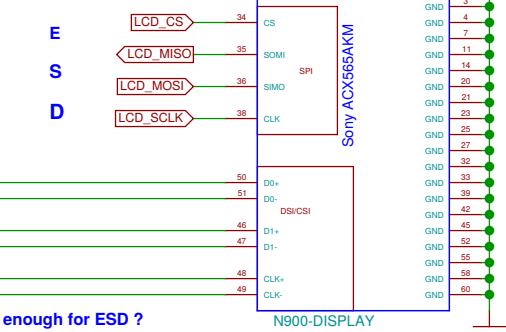 E
S
D
LCD_CS
34
CS
LCD_MISO
35
SOMI
LCD_MOSI
36
SIMO
LCD_SCLK
38
CLK
SPI
Sony ACX565AKM
50
D0+
51
D0-
DSI/CSI
46
D1+
47
D1-
48
CLK+
49
CLK-
GND 3
GND 4
GND 7
GND 11
GND 14
GND 20
GND 21
GND 23
GND 25
GND 27
GND 32
GND 33
GND 39
GND 42
GND 45
GND 52
GND 55
GND 58
GND 60
enough for ESD ?
N900-DISPLAY